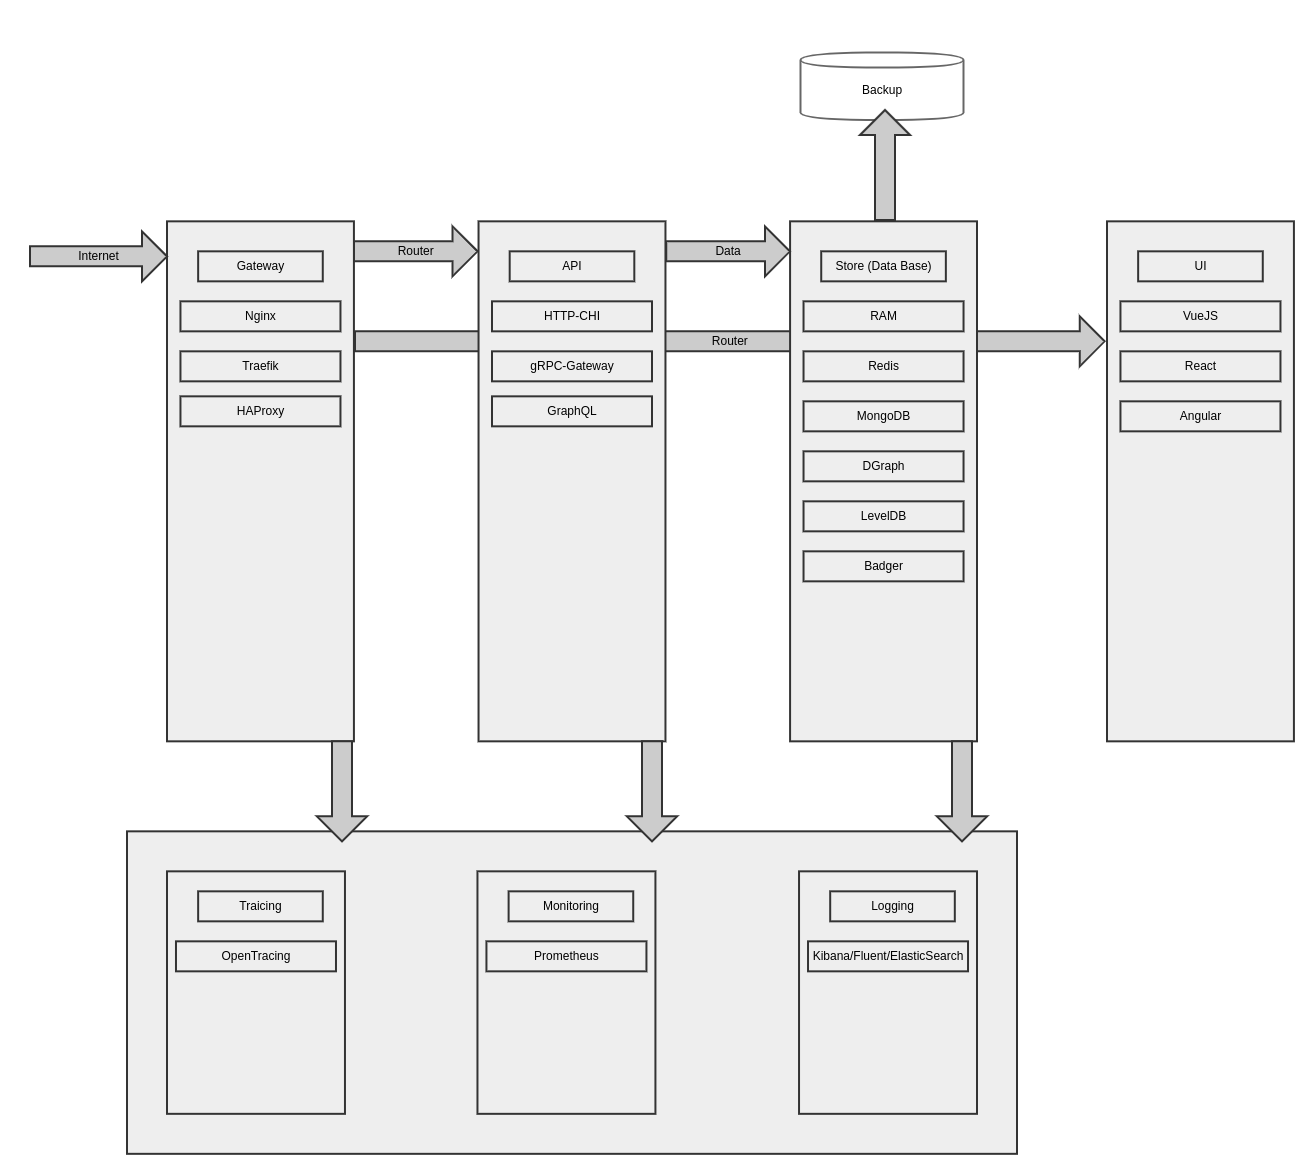 Backup
Internet
Router
Data
Gateway
Nginx
Traefik
HAProxy
API
HTTP-CHI
gRPC-Gateway
GraphQL
Router
Store (Data Base)
RAM
Redis
MongoDB
DGraph
LevelDB
Badger
UI
VueJS
React
Angular
Traicing
OpenTracing
Monitoring
Prometheus
Logging
Kibana/Fluent/ElasticSearch